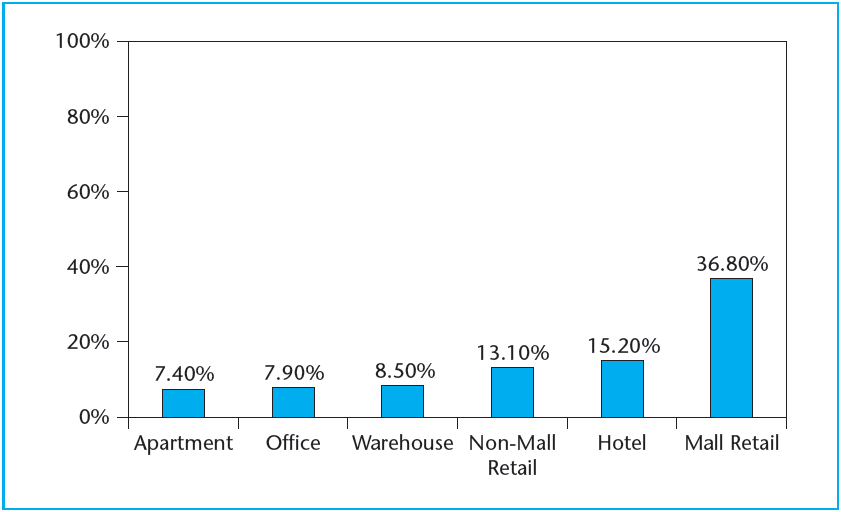 100%
80%
60%
40%
20%
0%
7.40%
7.90%
8.50%
13.10%
15.20%
36.80%
Apartment
Office
Warehouse
Non-Mall
Retail
Hotel
Mall Retail